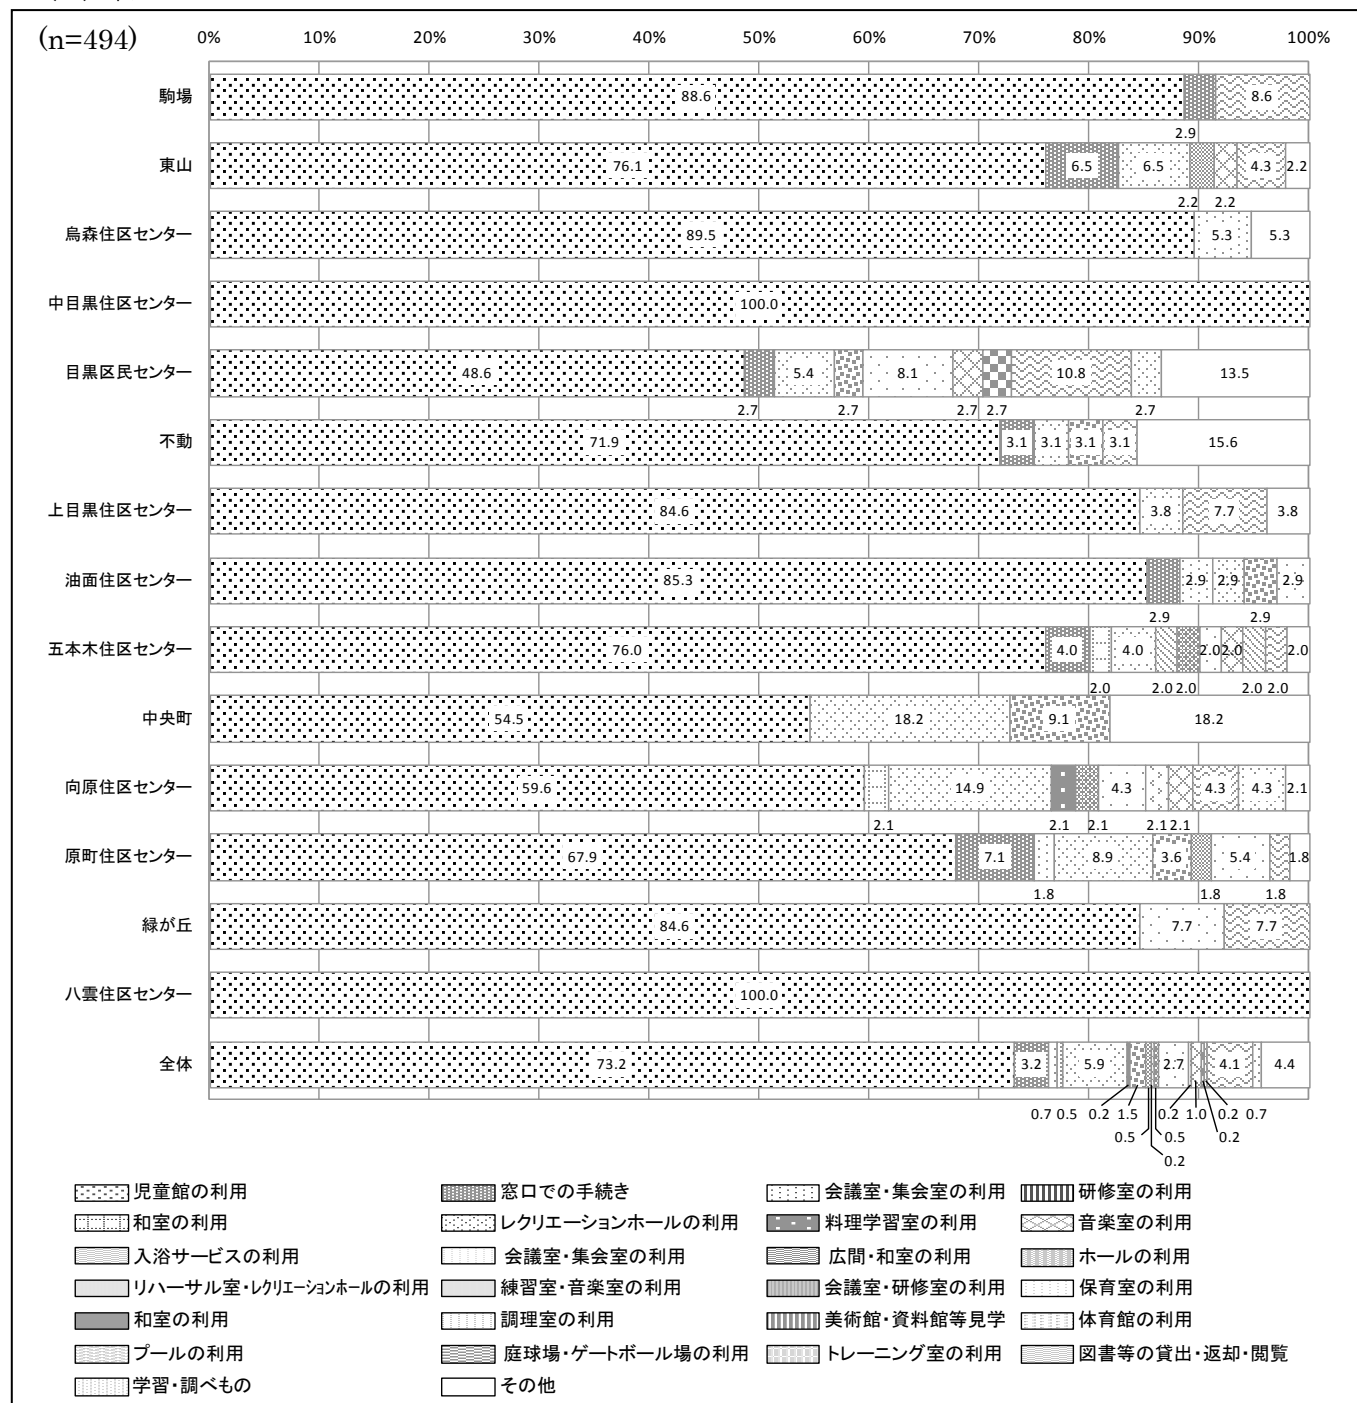 (n=494)
0% 10% 20% 30% 40% 50% 60% 70% 80% 90% 100%
駒場 88.6 8.6
2.9
東山 76.1 6.5 6.5 4.3 2.2
2.2 2.2
烏森住区センター 89.5 5.3 5.3
中目黒住区センター 100.0
目黒区民センター 48.6 5.4 8.1 10.8 13.5
2.7 2.7 2.7 2.7 2.7
不動 71.9 3.1 3.1 3.1 3.1 15.6
上目黒住区センター 84.6 3.8 7.7 3.8
油面住区センター 85.3 2.9 2.9 2.9
2.9 2.9
五本木住区センター 76.0 4.0 4.0 2.0 2.0 2.0
2.0 2.0 2.0 2.0 2.0
中央町 54.5 18.2 9.1 18.2
向原住区センター 59.6 14.9 4.3 4.3 4.3 2.1
2.1 2.1 2.1 2.1 2.1
原町住区センター 67.9 7.1 8.9 3.6 5.4 1.8
1.8 1.8 1.8
緑が丘 84.6 7.7 7.7
八雲住区センター 100.0
全体 73.2 3.2 5.9 2.7 4.1 4.4
0.7 0.5 0.2 1.5 0.2 1.0 0.2 0.7
0.5 0.5 0.2
0.2
児童館の利用 窓口での手続き 会議室・集会室の利用 研修室の利用
和室の利用 レクリエーションホールの利用 料理学習室の利用 音楽室の利用
入浴サービスの利用 会議室・集会室の利用 広間・和室の利用 ホールの利用
リハーサル室・レクリエーションホールの利用 練習室・音楽室の利用 会議室・研修室の利用 保育室の利用
和室の利用 調理室の利用 美術館・資料館等見学 体育館の利用
プールの利用 庭球場・ゲートボール場の利用 トレーニング室の利用 図書等の貸出・返却・閲覧
学習・調べもの その他